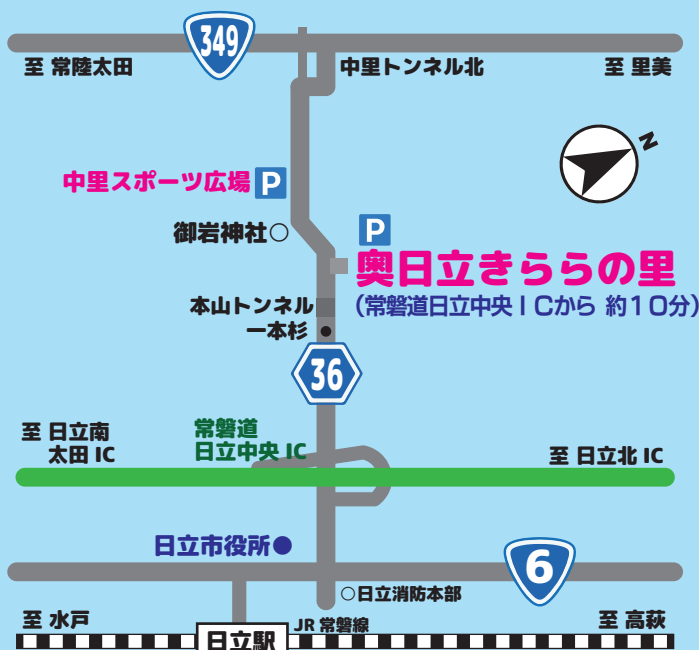 349
至 常陸太田
中里トンネル北
至 里美
N
中里スポーツ広場 P
御岩神社○
P
奥日立きららの里
(常磐道日立中央ICから 約10分)
本山トンネル
一本杉
36
至 日立南
太田 IC
常磐道
日立中央 IC
至 日立北 IC
日立市役所●
6
○日立消防本部
至 水戸
日立駅
JR 常磐線
至 高萩